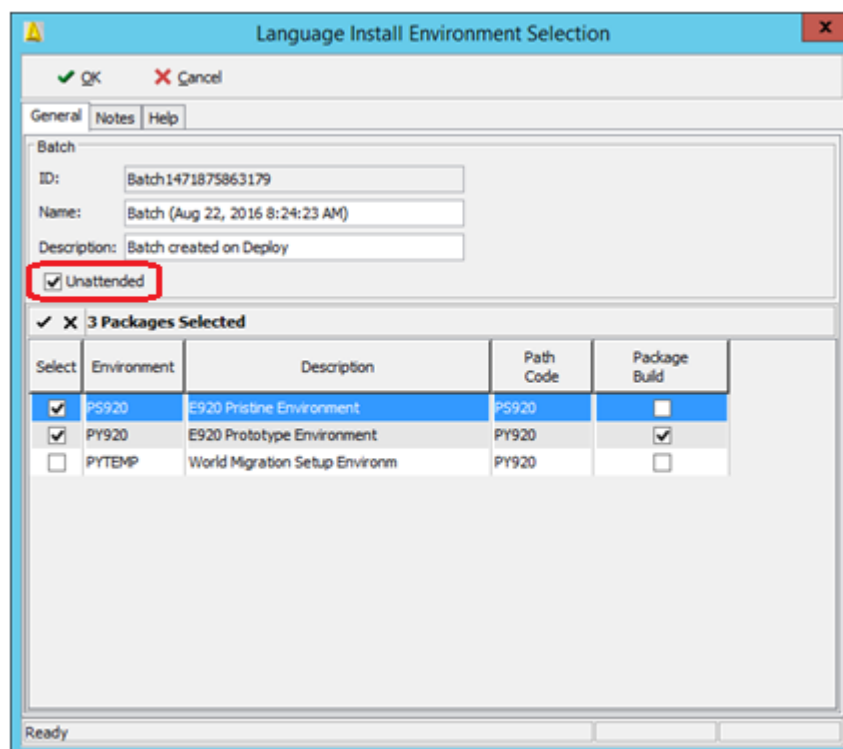 Language Install Environment Selection
x
OK Cancel
General Notes Help
Batch
ID: Batch1471875863179
Name: Batch (Aug 22, 2016 8:24:23 AM)
Description: Batch created on Deploy
Unattended
3 Packages Selected
Select Environment Description Path Code Package Build
PS920 E920 Pristine Environment PS920
PY920 E920 Prototype Environment PY920
PYTEMP World Migration Setup Environm PY920
Ready